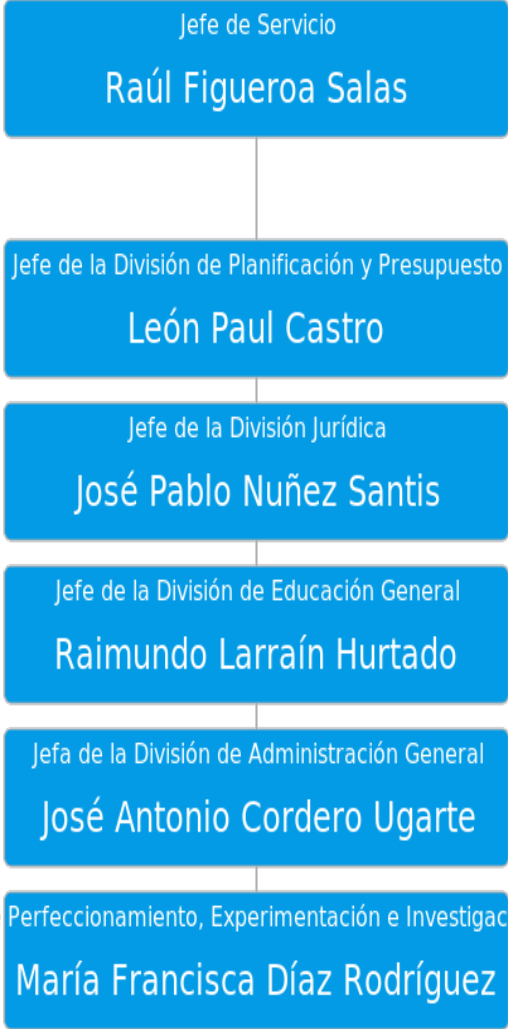 Jefe de Servicio
Raúl Figueroa Salas
Jefe de la División de Planificación y Presupuesto
León Paul Castro
Jefe de la División Jurídica
José Pablo Nuñez Santis
Jefe de la División de Educación General
Raimundo Larraín Hurtado
Jefa de la División de Administración General
José Antonio Cordero Ugarte
Perfeccionamiento, Experimentación e Investigac
María Francisca Díaz Rodríguez